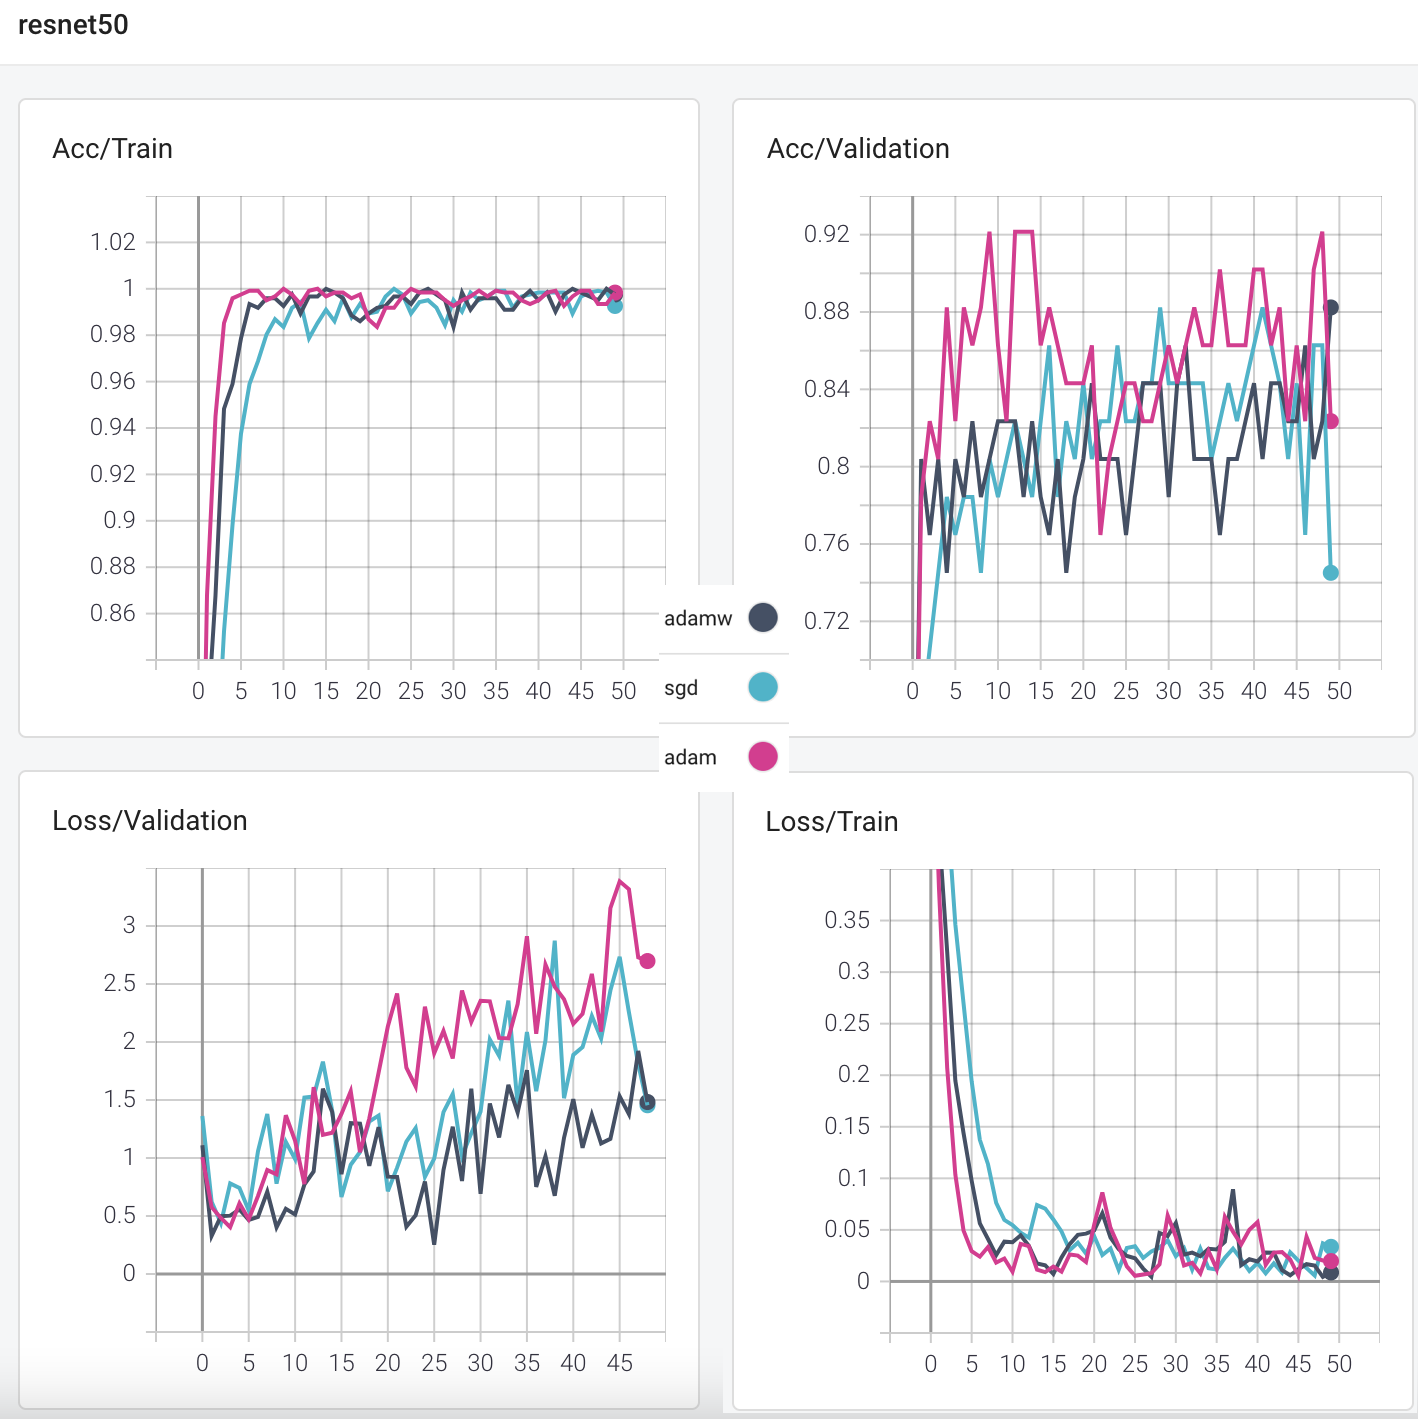 resnet50
Acc/Train
1.02
1
0.98
0.96
0.94
0.92
0.9
0.88
0.86
0 5 10 15 20 25 30 35 40 45 50
Acc/Validation
0.92
0.88
0.84
0.8
0.76
0.72
0 5 10 15 20 25 30 35 40 45 50
adamw
sgd
adam
Loss/Validation
3
2.5
2
1.5
1
0.5
0
0 5 10 15 20 25 30 35 40 45
Loss/Train
0.35
0.3
0.25
0.2
0.15
0.1
0.05
0
0 5 10 15 20 25 30 35 40 45 50